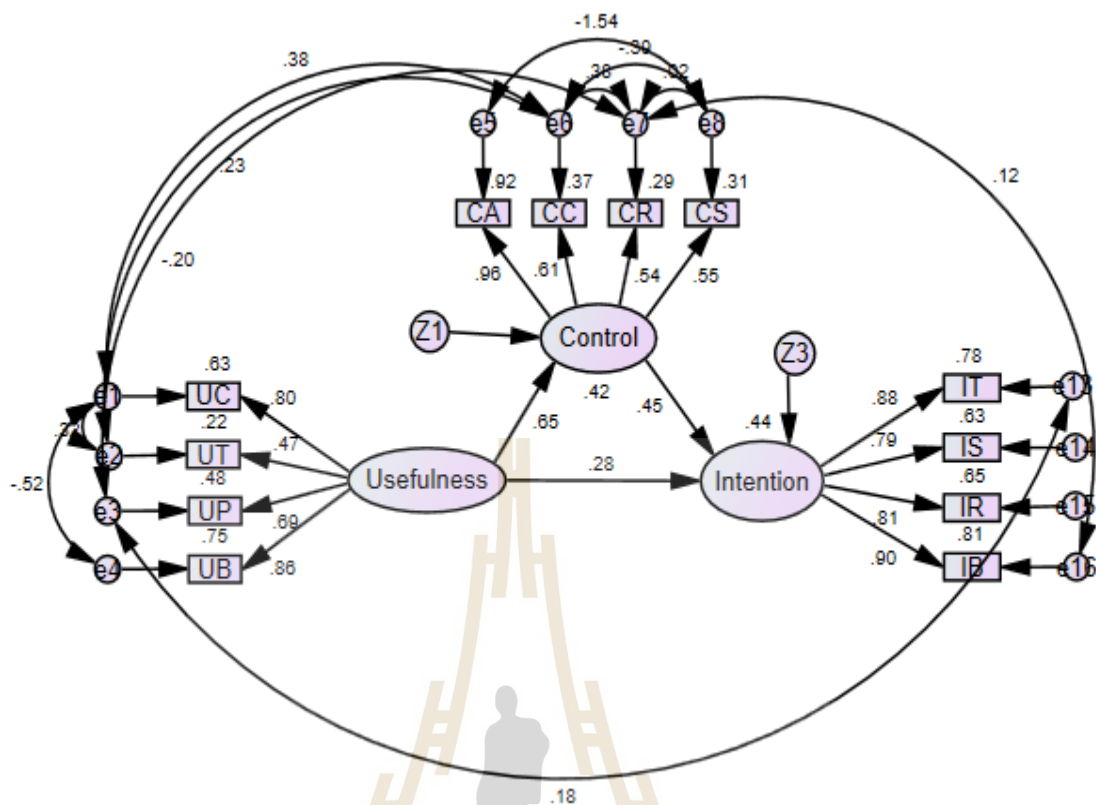 -1.54
-.39
.38
.38
.02
e5
e6
e7
e8
.23
.12
.92
.37
.29
.31
CA
CC
CR
CS
-.20
.96
.61
.54
.55
Z1
Control
Z3
.63
.42
.78
e1
UC
.80
.65
.45
.88
IT
e13
.22
.44
.63
e2
UT
.47
.79
IS
e14
.48
Usefulness
.28
Intention
.65
-.52
e3
UP
.69
.81
IR
e15
.75
.81
e4
UB
.86
.90
IB
e16
.18